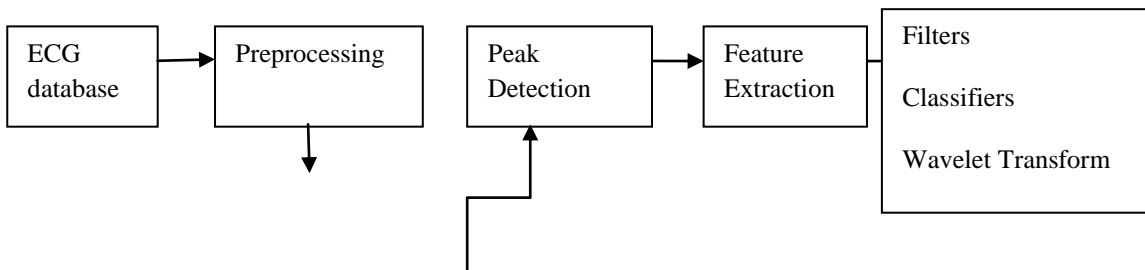 ECG
database
Preprocessing
Peak
Detection
Feature
Extraction
Filters
Classifiers
Wavelet Transform